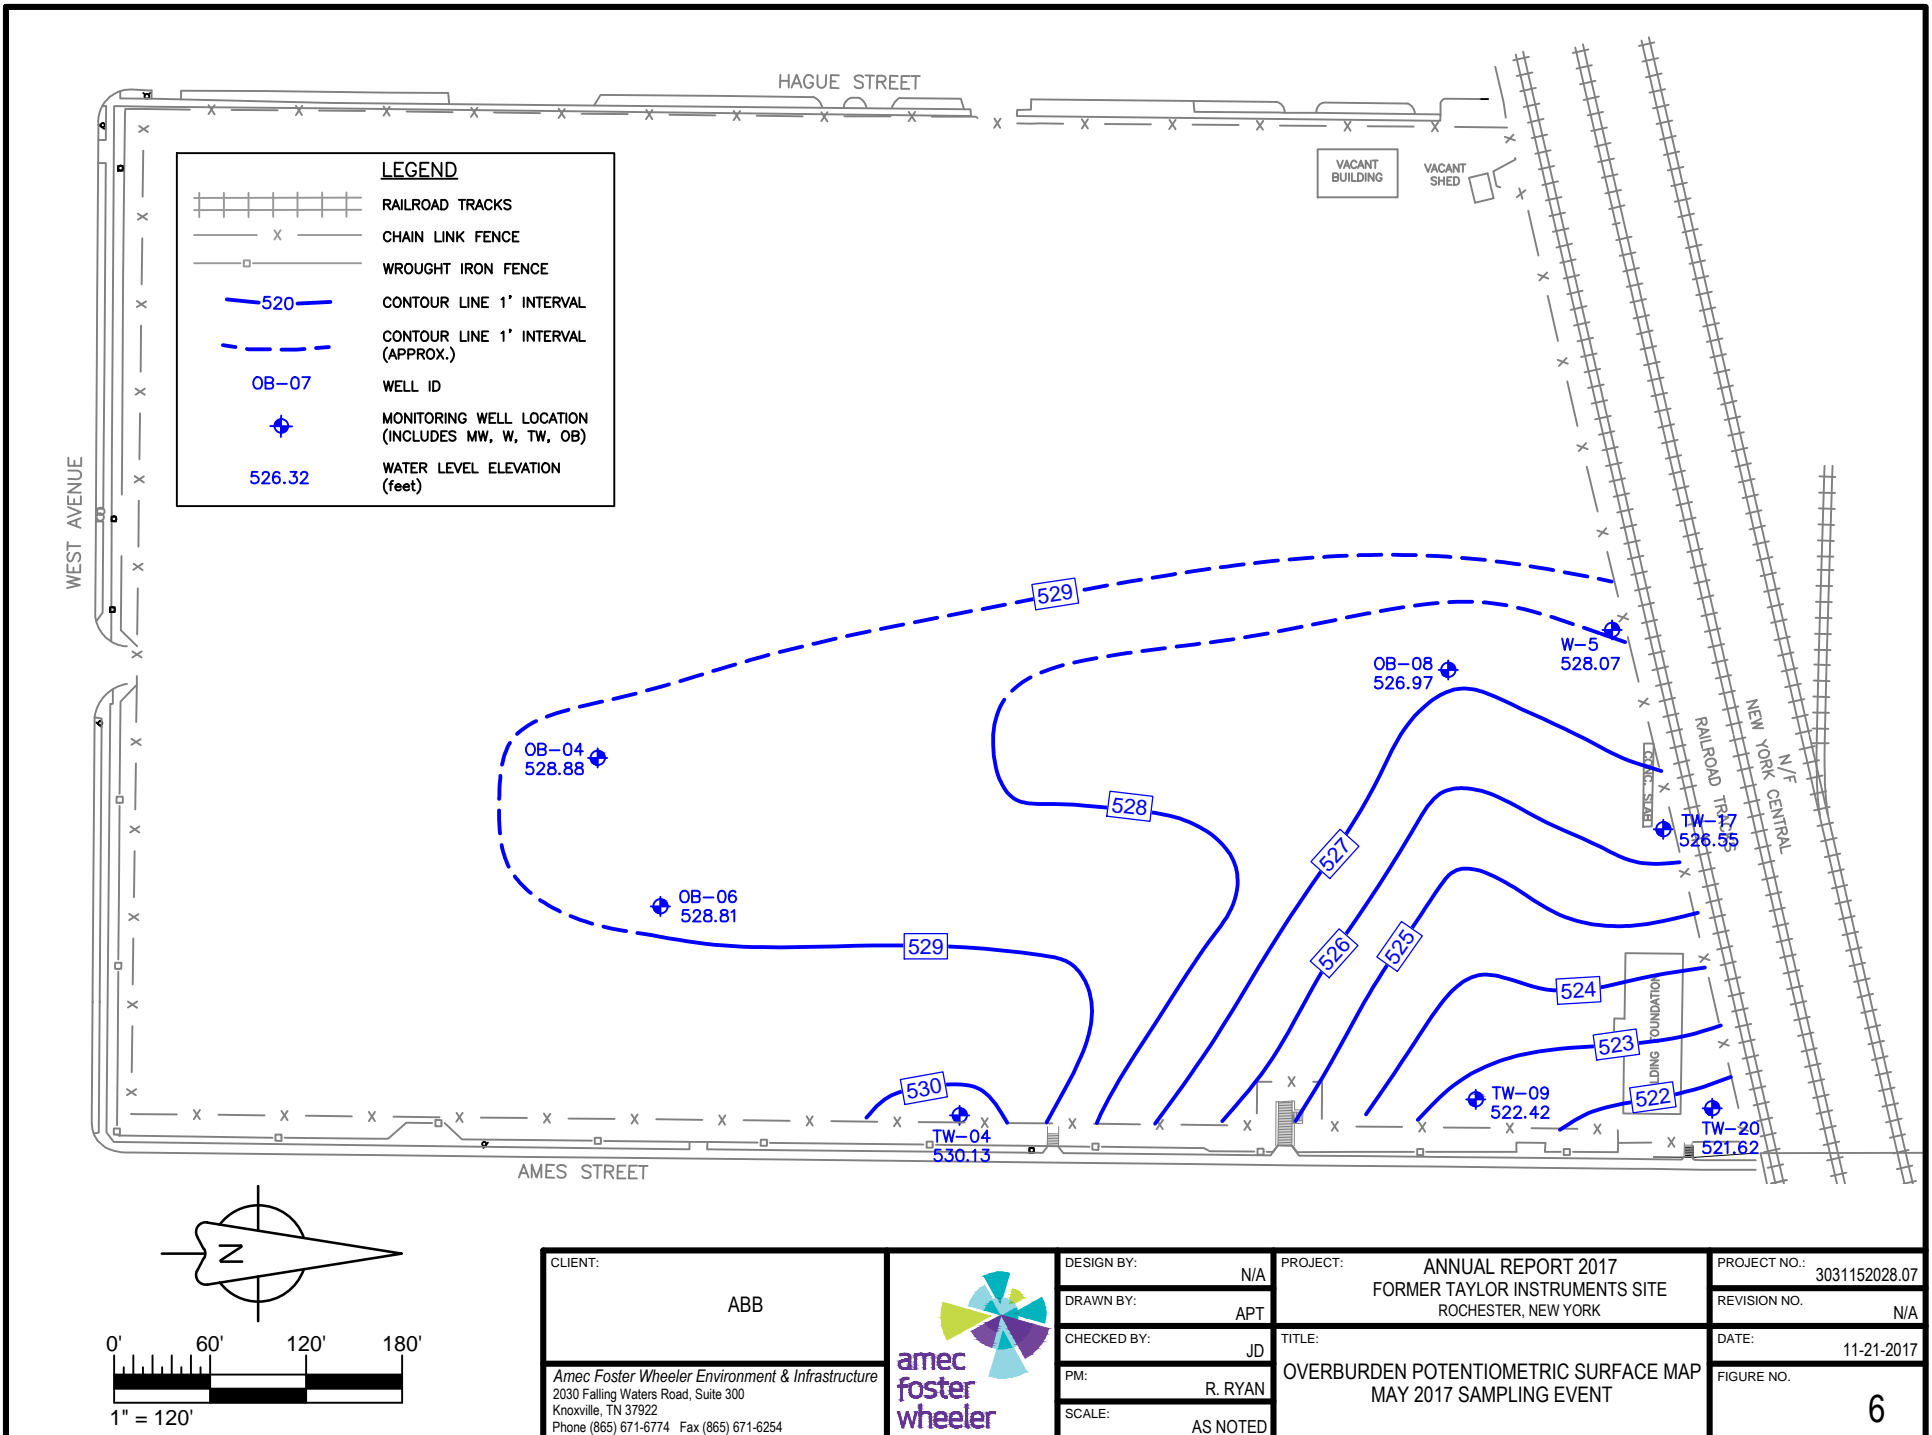 HAGUE STREET
WEST AVENUE
AMES STREET
VACANT
BUILDING
VACANT
SHED
LEGEND
RAILROAD TRACKS
X
CHAIN LINK FENCE
WROUGHT IRON FENCE
520
CONTOUR LINE 1' INTERVAL
CONTOUR LINE 1' INTERVAL
(APPROX.)
OB-07
WELL ID
MONITORING WELL LOCATION
(INCLUDES MW, W, TW, OB)
526.32
WATER LEVEL ELEVATION
(feet)
529
W-5
528.07
OB-08
526.97
OB-04
528.88
528
OB-06
528.81
529
527
526
525
524
523
522
530
TW-04
530.13
TW-09
522.42
TW-20
521.62
TW-17
526.55
CONC. SLAB
RAILROAD TRACKS
NEW YORK CENTRAL
N/F
FOUNDATION
N
0' 60' 120' 180'
1" = 120'
CLIENT:
ABB
Amec Foster Wheeler Environment & Infrastructure
2030 Falling Waters Road, Suite 300
Knoxville, TN 37922
Phone (865) 671-6774 Fax (865) 671-6254
amec
foster
wheeler
DESIGN BY:
N/A
DRAWN BY:
APT
CHECKED BY:
JD
PM:
R. RYAN
SCALE:
AS NOTED
PROJECT:
ANNUAL REPORT 2017
FORMER TAYLOR INSTRUMENTS SITE
ROCHESTER, NEW YORK
TITLE:
OVERBURDEN POTENTIOMETRIC SURFACE MAP
MAY 2017 SAMPLING EVENT
PROJECT NO.:
3031152028.07
REVISION NO.
N/A
DATE:
11-21-2017
FIGURE NO.
6